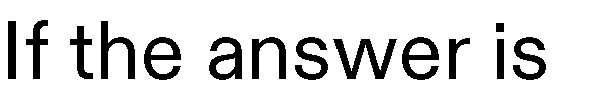 If the answer is